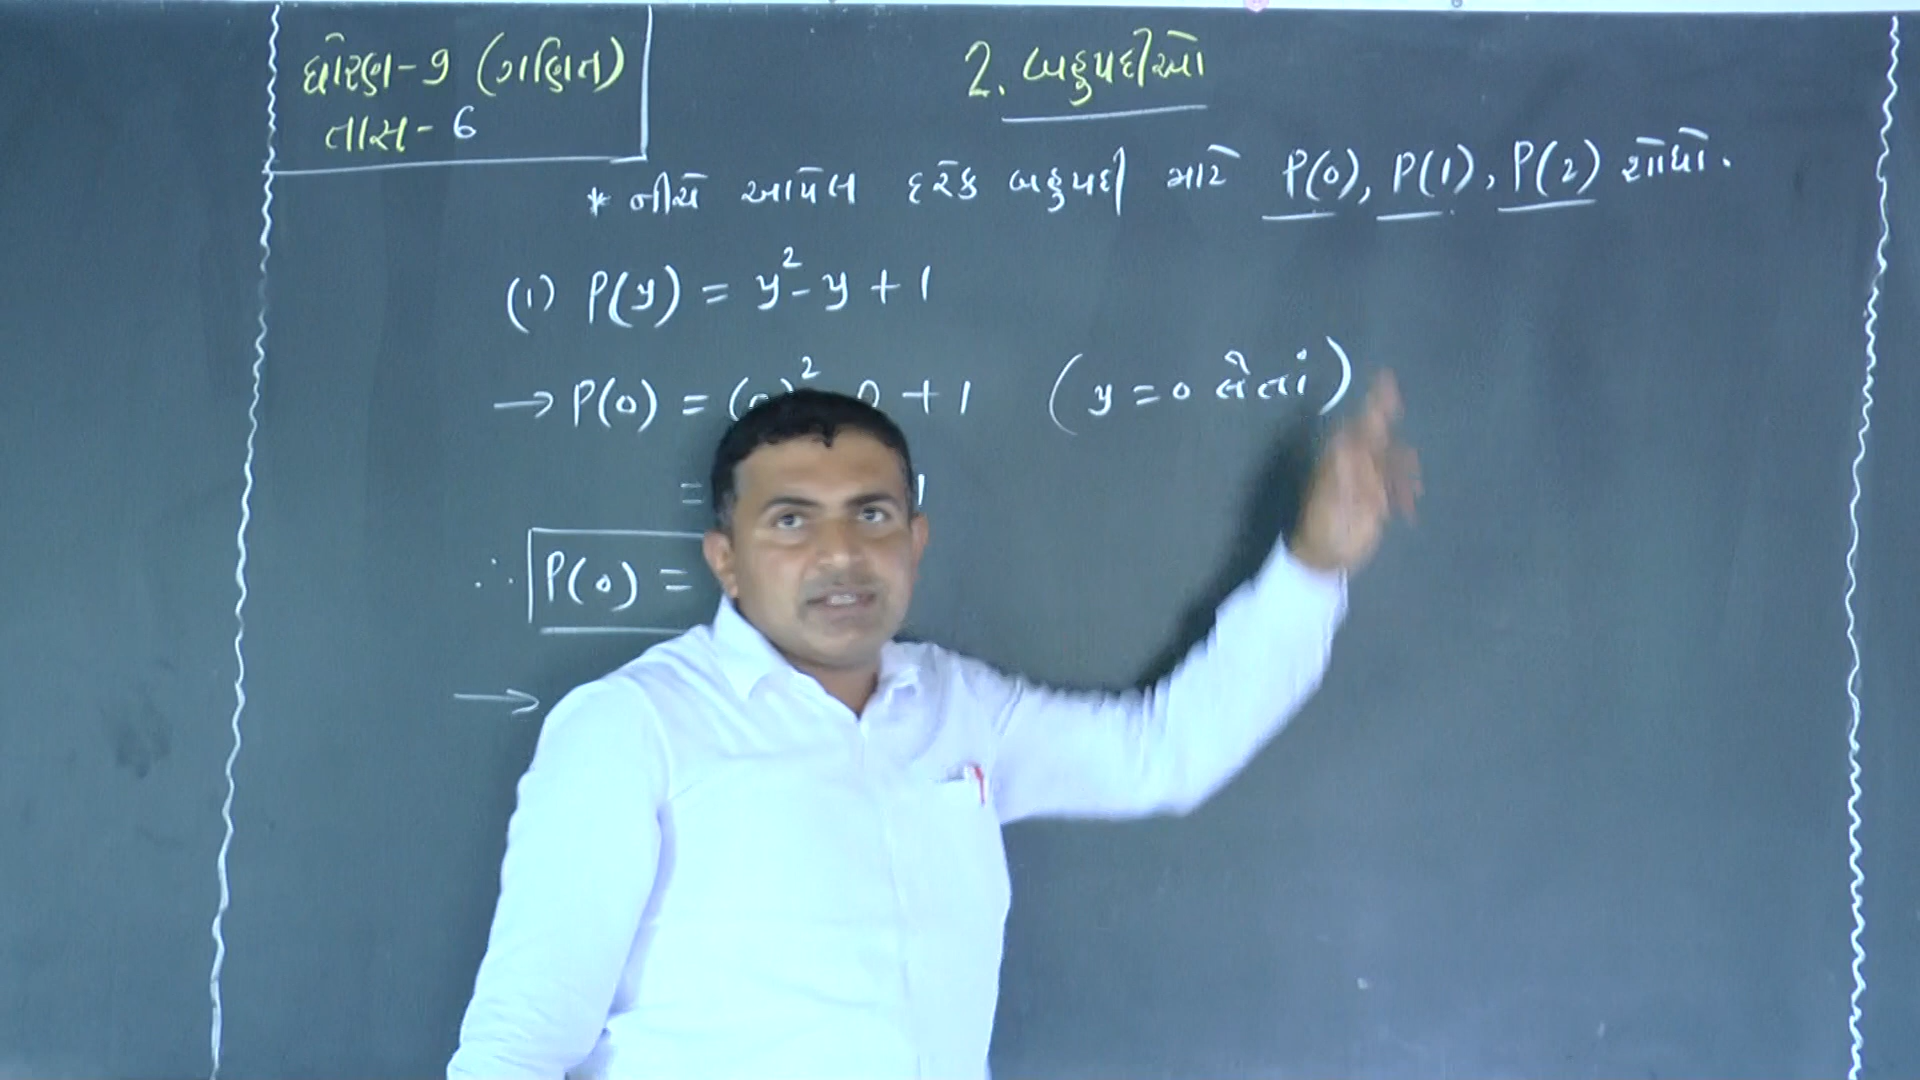 ધોરણ-9 (ગણિત)
તાસ-6
2. બહુપદીઓ
* નીચે આપેલ દરેક બહુપદી માટે P(0), P(1), P(2) શોધો.
(1) P(y) = y² - y + 1
→ P(0) = (0)² - 0 + 1 (y = 0 લેતાં)
= 1
∴ P(0) =
→